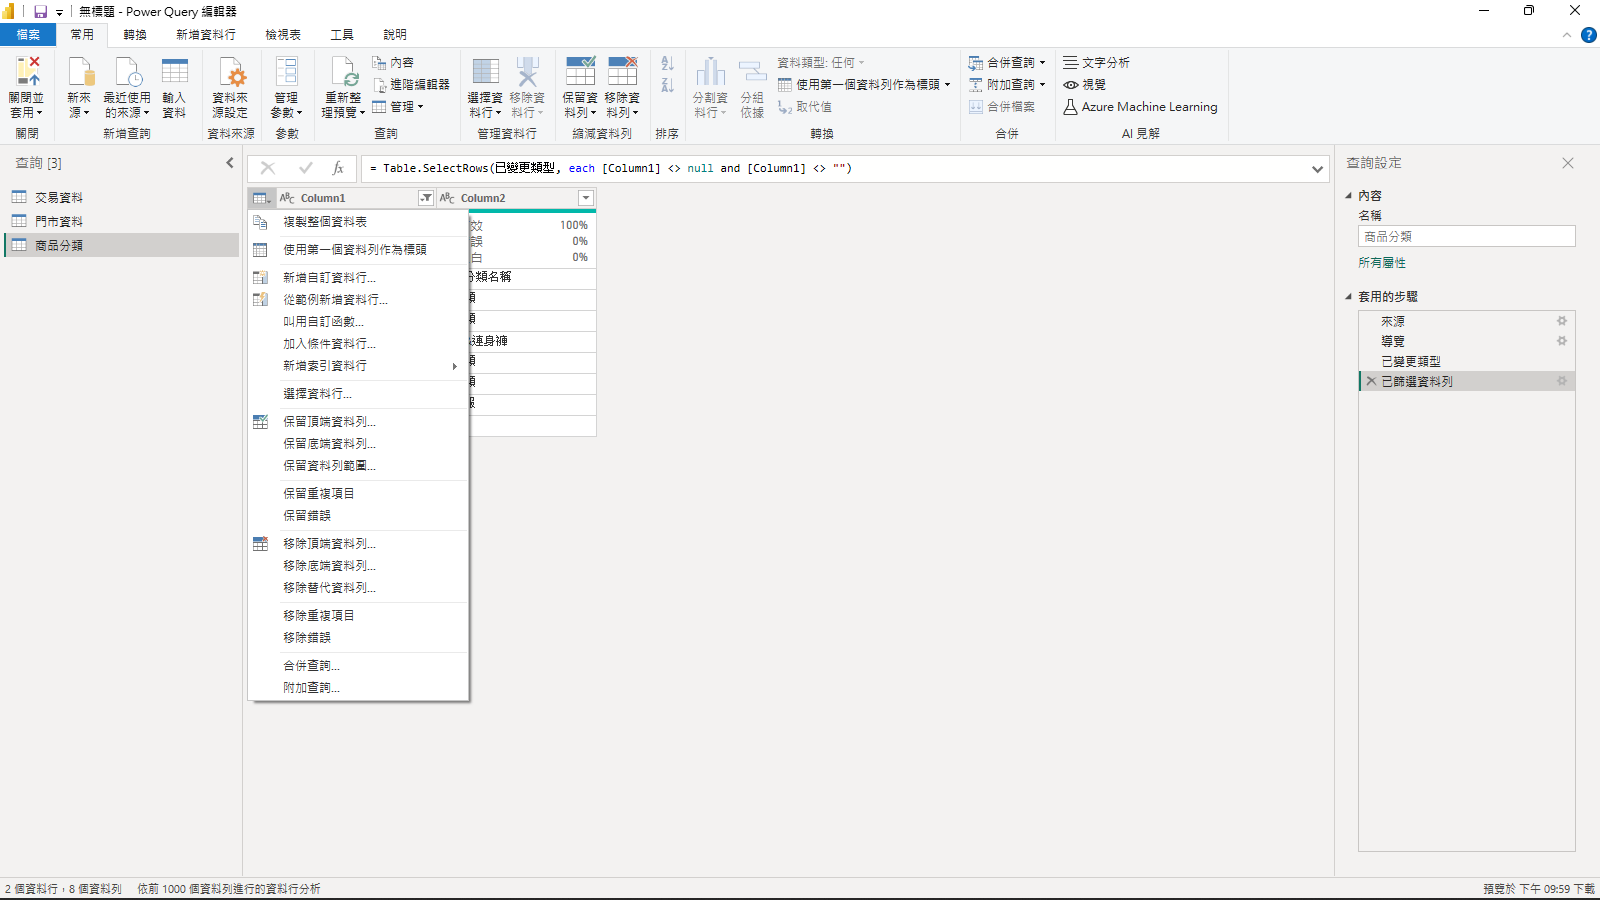 無標題 - Power Query 編輯器
檔案 常用 轉換 新增資料行 檢視表 工具 說明
關閉並套用
關閉
新來源
最近使用的來源
輸入資料
新增查詢
資料來源設定
資料來源
管理參數
參數
重新整理預覽
內容
進階編輯器
管理
查詢
選擇資料行
移除資料行
管理資料行
保留資料列
移除資料列
縮減資料列
排序
分割資料行
分組依據
資料類型: 任何
使用第一個資料列作為標頭
取代值
轉換
合併查詢
附加查詢
合併檔案
合併
文字分析
視覺
Azure Machine Learning
AI 見解
查詢 [3]
交易資料
門市資料
商品分類
= Table.SelectRows(已變更類型, each [Column1] <> null and [Column1] <> "")
Column1
Column2
效 100%
誤 0%
白 0%
分類名稱
類
類
連身褲
類
類
服
複製整個資料表
使用第一個資料列作為標頭
新增自訂資料行...
從範例新增資料行...
叫用自訂函數...
加入條件資料行...
新增索引資料行
選擇資料行...
保留頂端資料列...
保留底端資料列...
保留資料列範圍...
保留重複項目
保留錯誤
移除頂端資料列...
移除底端資料列...
移除替代資料列...
移除重複項目
移除錯誤
合併查詢...
附加查詢...
查詢設定
內容
名稱
商品分類
所有屬性
套用的步驟
來源
導覽
已變更類型
已篩選資料列
2 個資料行，8 個資料列 依前 1000 個資料列進行的資料行分析
預覽於 下午 09:59 下載